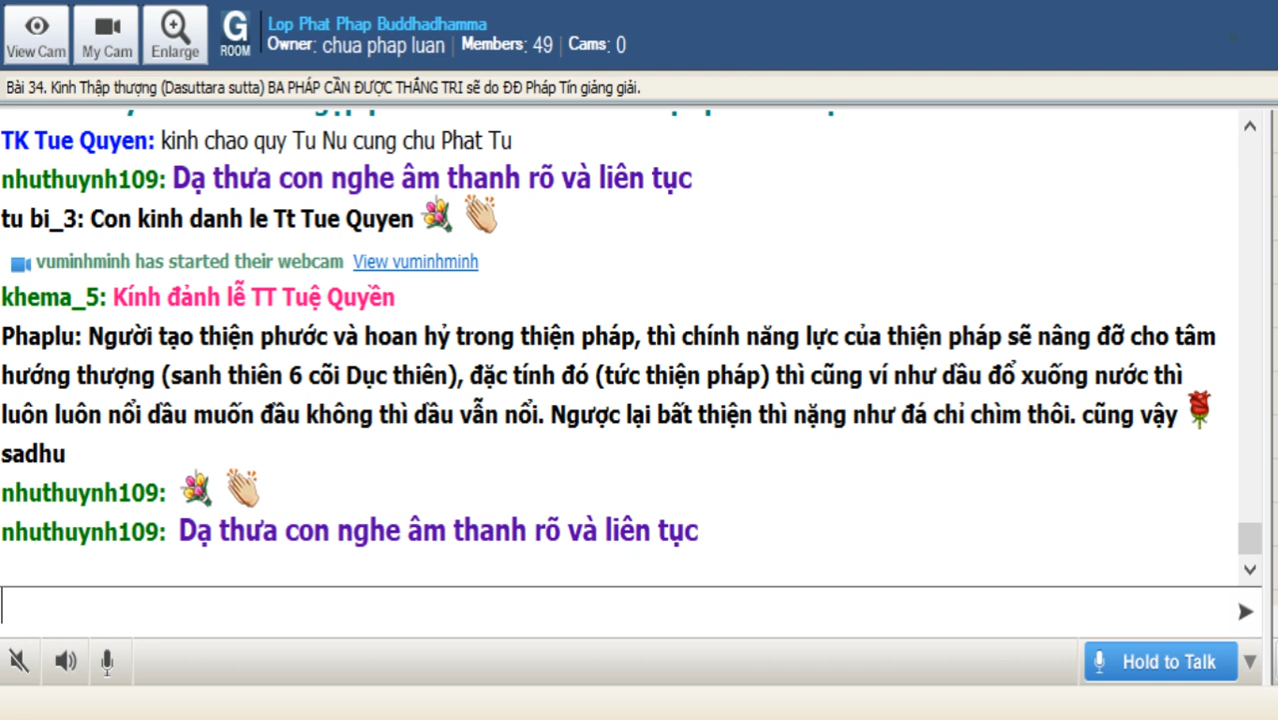 View Cam
My Cam
Enlarge
G
ROOM
Lop Phat Phap Buddhadhamma
Owner: chua phap luan | Members: 49 | Cams: 0
Bài 34. Kinh Thập thượng (Dasuttara sutta) BA PHÁP CẦN ĐƯỢC THẮNG TRI sẽ do ĐĐ Pháp Tín giảng giải.
TK Tue Quyen: kinh chao quy Tu Nu cung chu Phat Tu
nhuthuynh109: Dạ thưa con nghe âm thanh rõ và liên tục
tu bi_3: Con kinh danh le Tt Tue Quyen
vuminhminh has started their webcam View vuminhminh
khema_5: Kính đảnh lễ TT Tuệ Quyền
Phaplu: Người tạo thiện phước và hoan hỷ trong thiện pháp, thì chính năng lực của thiện pháp sẽ nâng đỡ cho tâm
hướng thượng (sanh thiên 6 cõi Dục thiên), đặc tính đó (tức thiện pháp) thì cũng ví như dầu đổ xuống nước thì
luôn luôn nổi dầu muốn đầu không thì dầu vẫn nổi. Ngược lại bất thiện thì nặng như đá chỉ chìm thôi. cũng vậy
sadhu
nhuthuynh109:
nhuthuynh109: Dạ thưa con nghe âm thanh rõ và liên tục
Hold to Talk